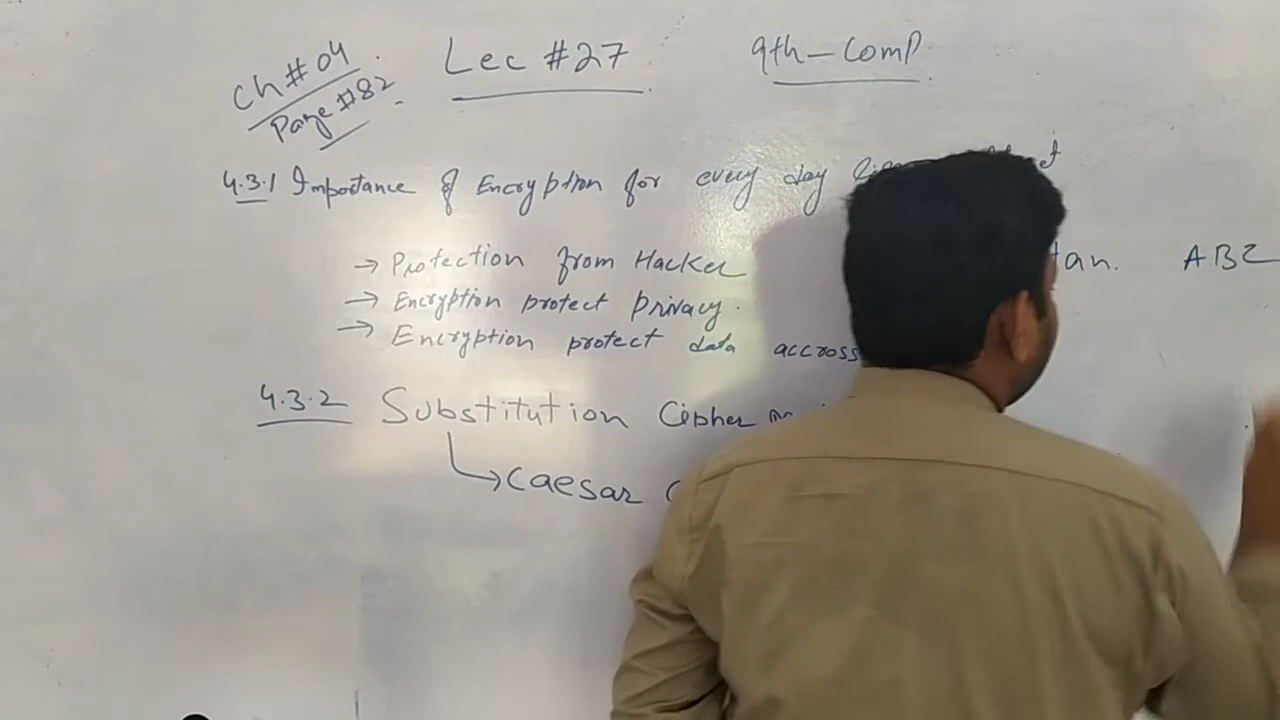 Ch#04
Page #82
Lec #27
9th-Comp.
4.3.1 Importance of Encryption for every day
tan. ABC
→ Protection from Hacker
→ Encryption protect privacy.
→ Encryption protect data accross
4.3.2 Substitution Cipher
→ Caesar